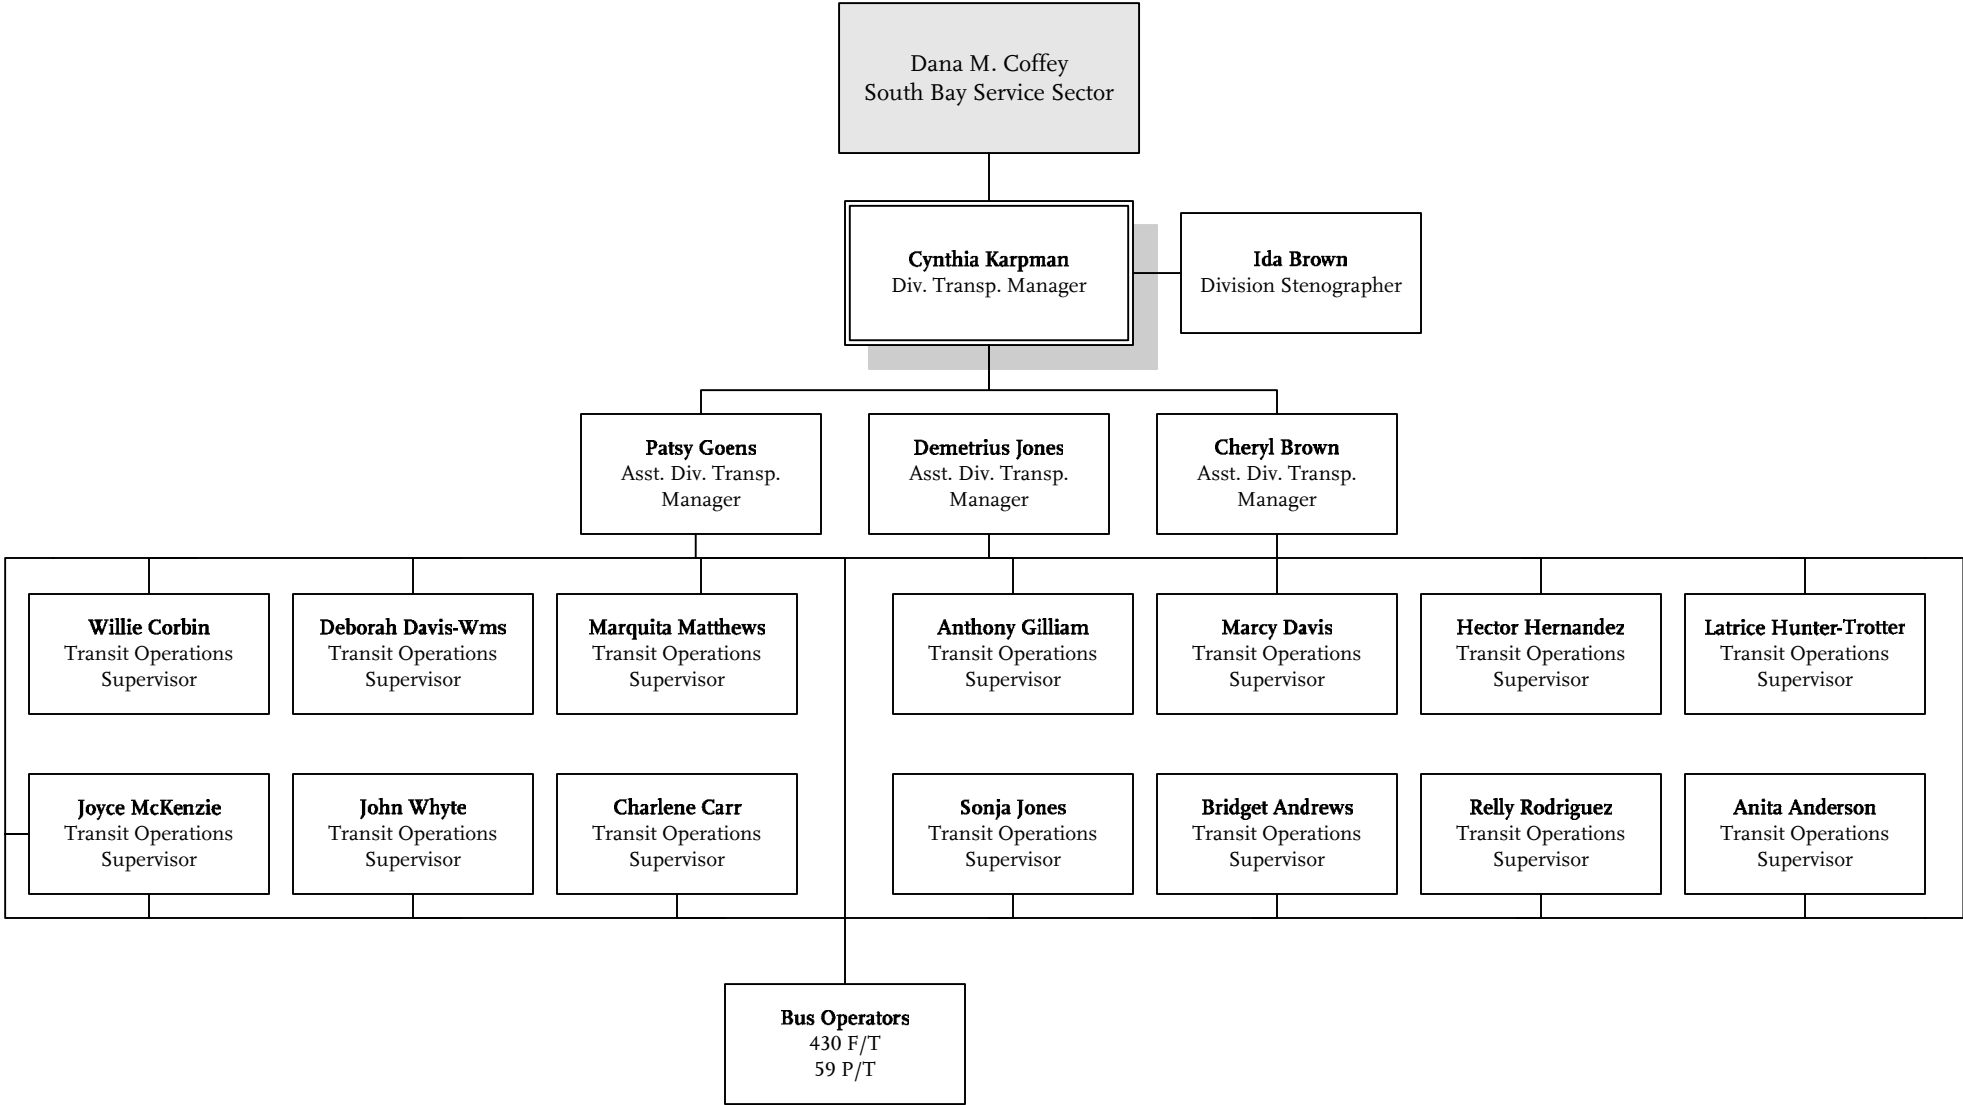 Dana M. Coffey
South Bay Service Sector
Cynthia Karpman
Div. Transp. Manager
Ida Brown
Division Stenographer
Patsy Goens
Asst. Div. Transp.
Manager
Demetrius Jones
Asst. Div. Transp.
Manager
Cheryl Brown
Asst. Div. Transp.
Manager
Willie Corbin
Transit Operations
Supervisor
Deborah Davis-Wms
Transit Operations
Supervisor
Marquita Matthews
Transit Operations
Supervisor
Anthony Gilliam
Transit Operations
Supervisor
Marcy Davis
Transit Operations
Supervisor
Hector Hernandez
Transit Operations
Supervisor
Latrice Hunter-Trotter
Transit Operations
Supervisor
Joyce McKenzie
Transit Operations
Supervisor
John Whyte
Transit Operations
Supervisor
Charlene Carr
Transit Operations
Supervisor
Sonja Jones
Transit Operations
Supervisor
Bridget Andrews
Transit Operations
Supervisor
Relly Rodriguez
Transit Operations
Supervisor
Anita Anderson
Transit Operations
Supervisor
Bus Operators
430 F/T
59 P/T